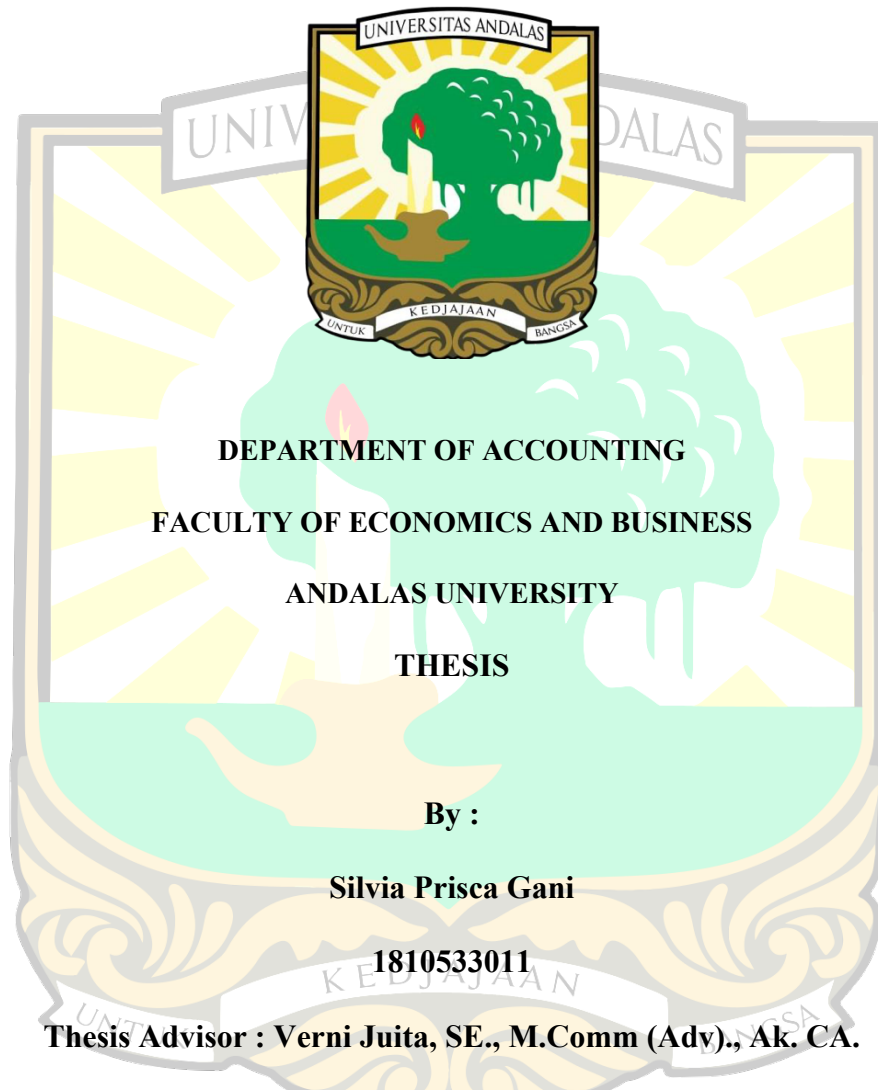 UNIVERSITAS ANDALAS
UNTUK KEDJAJAAN BANGSA
DEPARTMENT OF ACCOUNTING
FACULTY OF ECONOMICS AND BUSINESS
ANDALAS UNIVERSITY
THESIS
By :
Silvia Prisca Gani
1810533011
KEDJAJAAN
Thesis Advisor : Verni Juita, SE., M.Comm (Adv)., Ak. CA.